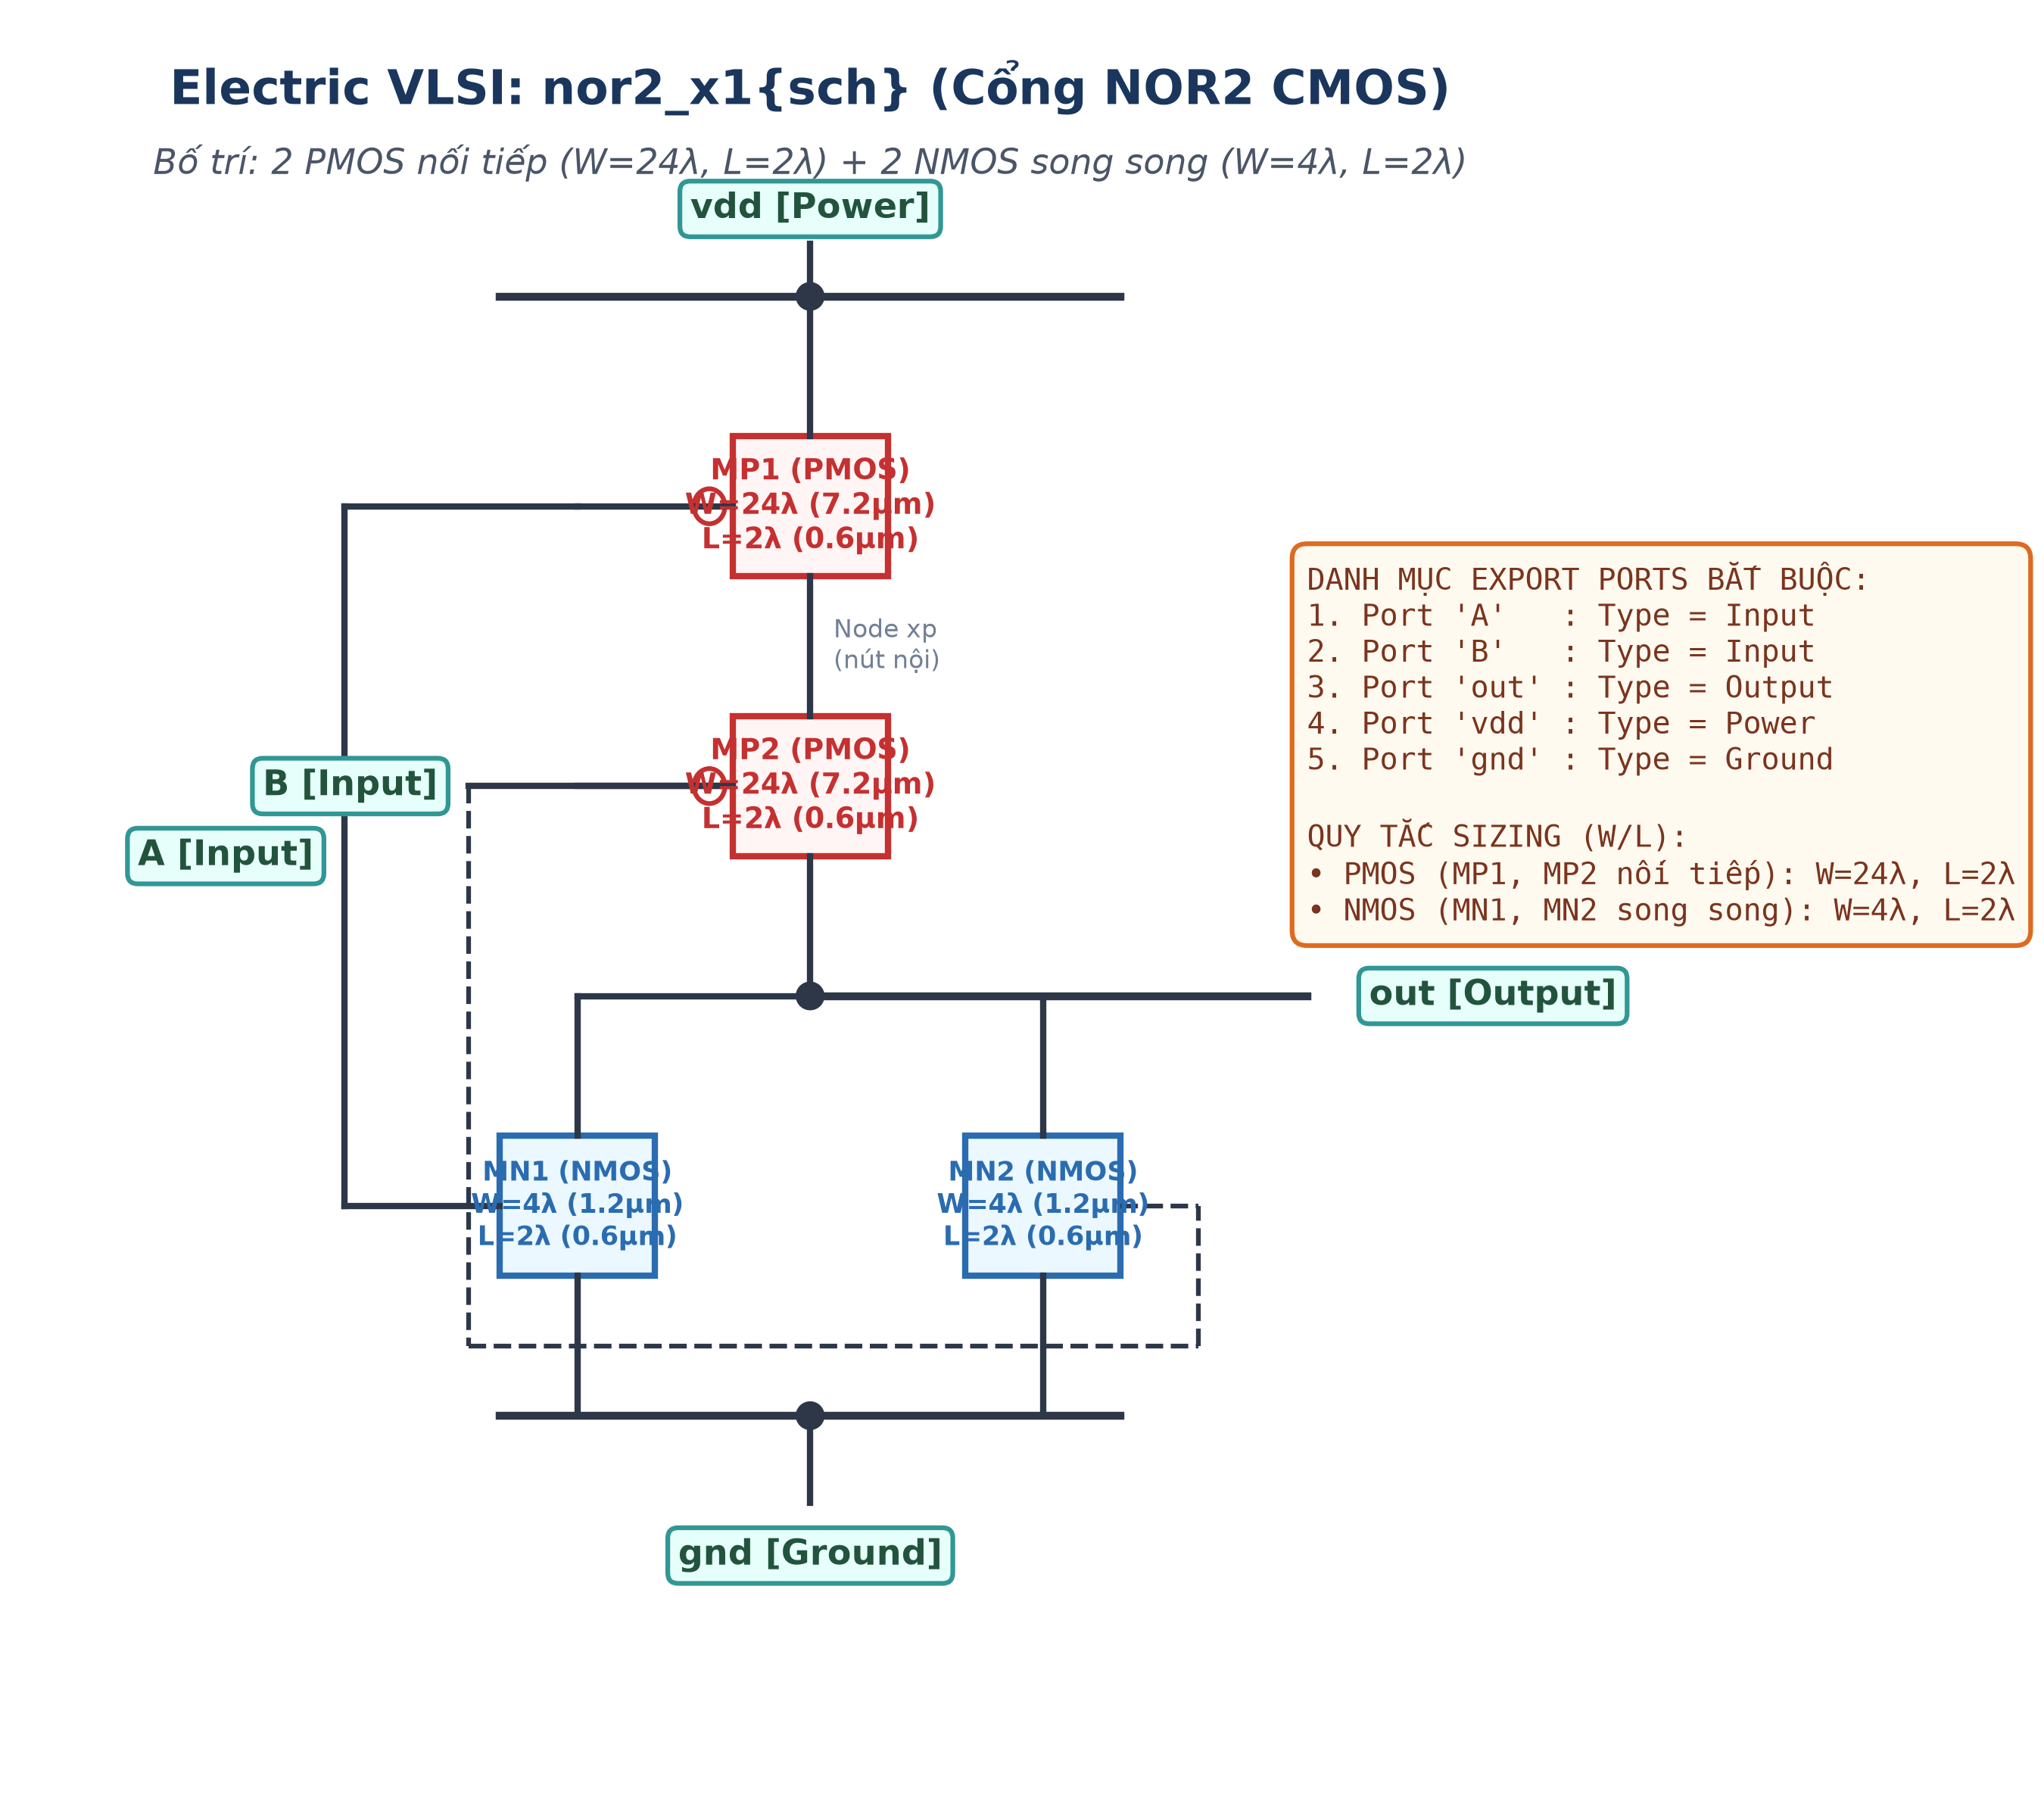 Electric VLSI: nor2_x1{sch} (Cổng NOR2 CMOS)
Bố trí: 2 PMOS nối tiếp (W=24λ, L=2λ) + 2 NMOS song song (W=4λ, L=2λ)
vdd [Power]
MP1 (PMOS)
W=24λ (7.2μm)
L=2λ (0.6μm)
Node xp
(nút nội)
MP2 (PMOS)
W=24λ (7.2μm)
L=2λ (0.6μm)
B [Input]
A [Input]
DANH MỤC EXPORT PORTS BẮT BUỘC:
1. Port 'A'   : Type = Input
2. Port 'B'   : Type = Input
3. Port 'out' : Type = Output
4. Port 'vdd' : Type = Power
5. Port 'gnd' : Type = Ground
QUY TẮC SIZING (W/L):
• PMOS (MP1, MP2 nối tiếp): W=24λ, L=2λ
• NMOS (MN1, MN2 song song): W=4λ, L=2λ
out [Output]
MN1 (NMOS)
W=4λ (1.2μm)
L=2λ (0.6μm)
MN2 (NMOS)
W=4λ (1.2μm)
L=2λ (0.6μm)
gnd [Ground]